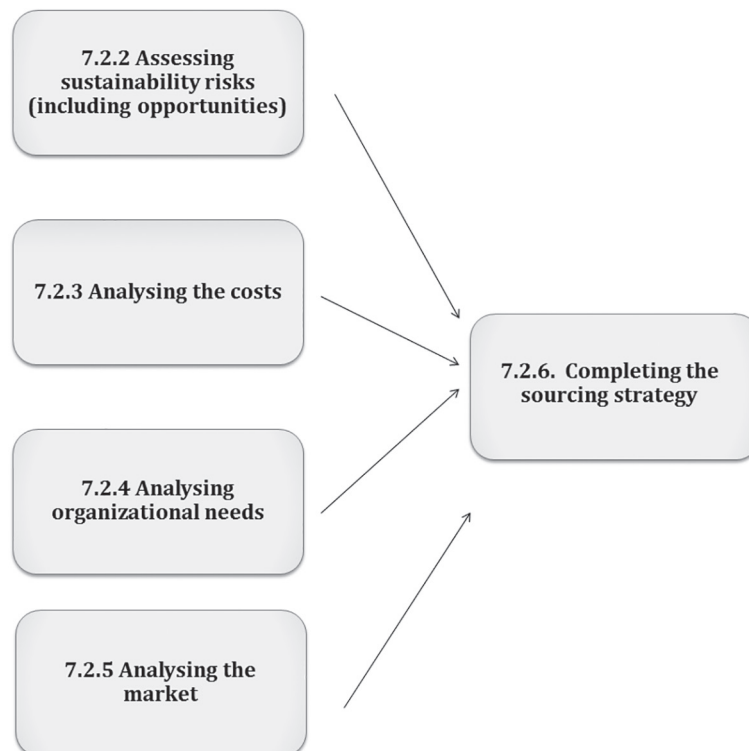 7.2.2 Assessing
sustainability risks
(including opportunities)
7.2.3 Analysing the costs
7.2.4 Analysing
organizational needs
7.2.5 Analysing the
market
7.2.6. Completing the
sourcing strategy